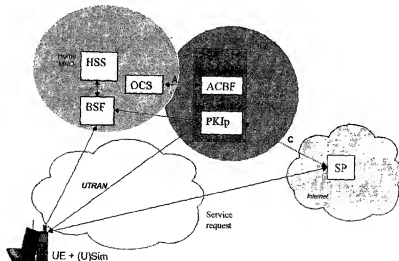 HSS
OCS
A
ACBF
BSF
PKIp
C
SP
UTRAN
Internet
Service
request
UE + (U)Sim